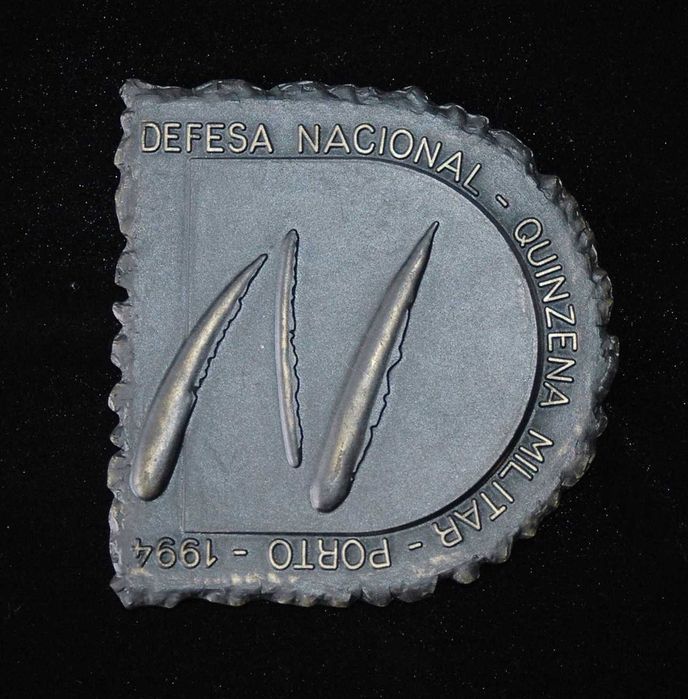 DEFESA NACIONAL - QUINZENA MILITAR - PORTO - 1994